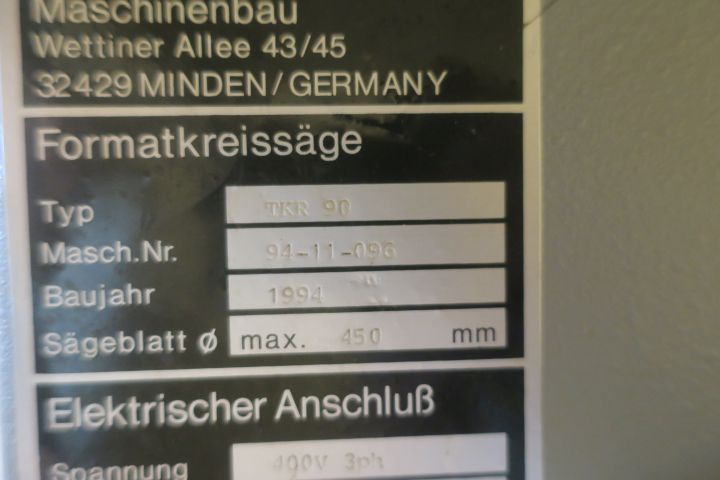 Maschinenbau
Wettiner Allee 43/45
32429 MINDEN/GERMANY
Formatkreissäge
Typ TKR 90
Masch.Nr. 94-11-096
Baujahr 1994
Sägeblatt Ø max. 450 mm
Elektrischer Anschluß
Spannung 400V 3ph